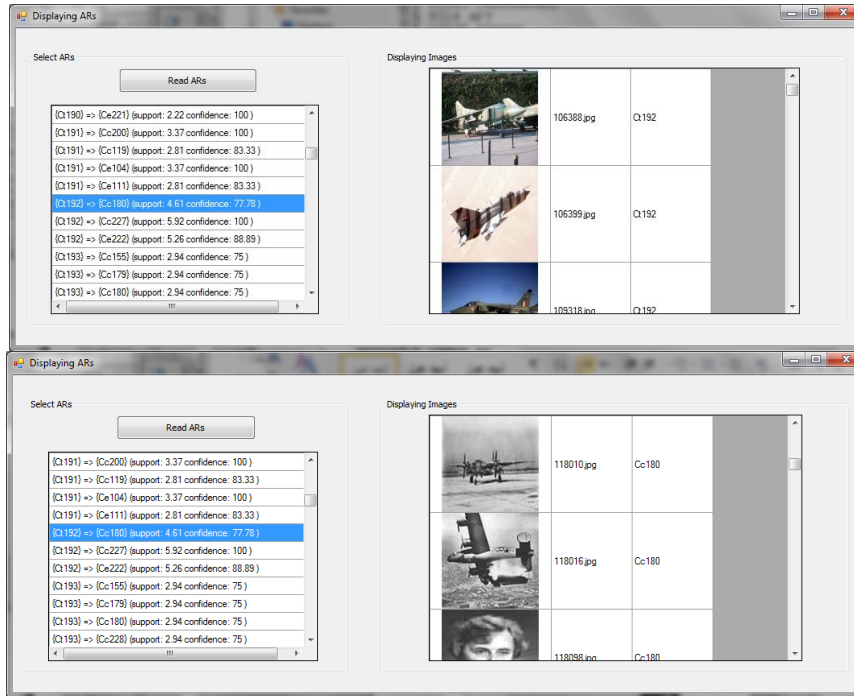 Displaying ARs
Select ARs
Read ARs
{Ct190} => {Ce221} (support: 2.22 confidence: 100 )
{Ct191} => {Cc200} (support: 3.37 confidence: 100 )
{Ct191} => {Cc119} (support: 2.81 confidence: 83.33 )
{Ct191} => {Ce104} (support: 3.37 confidence: 100 )
{Ct191} => {Ce111} (support: 2.81 confidence: 83.33 )
{Ct192} => {Cc180} (support: 4.61 confidence: 77.78 )
{Ct192} => {Cc227} (support: 5.92 confidence: 100 )
{Ct192} => {Ce222} (support: 5.26 confidence: 88.89 )
{Ct193} => {Cc155} (support: 2.94 confidence: 75 )
{Ct193} => {Cc179} (support: 2.94 confidence: 75 )
{Ct193} => {Cc180} (support: 2.94 confidence: 75 )
Displaying Images
106388.jpg Ct192
106399.jpg Ct192
109318.jpg Ct192
Displaying ARs
Select ARs
Read ARs
{Ct191} => {Cc200} (support: 3.37 confidence: 100 )
{Ct191} => {Cc119} (support: 2.81 confidence: 83.33 )
{Ct191} => {Ce104} (support: 3.37 confidence: 100 )
{Ct191} => {Ce111} (support: 2.81 confidence: 83.33 )
{Ct192} => {Cc180} (support: 4.61 confidence: 77.78 )
{Ct192} => {Cc227} (support: 5.92 confidence: 100 )
{Ct192} => {Ce222} (support: 5.26 confidence: 88.89 )
{Ct193} => {Cc155} (support: 2.94 confidence: 75 )
{Ct193} => {Cc179} (support: 2.94 confidence: 75 )
{Ct193} => {Cc180} (support: 2.94 confidence: 75 )
{Ct193} => {Cc228} (support: 2.94 confidence: 75 )
Displaying Images
118010.jpg Cc180
118016.jpg Cc180
118098.jpg Cc180